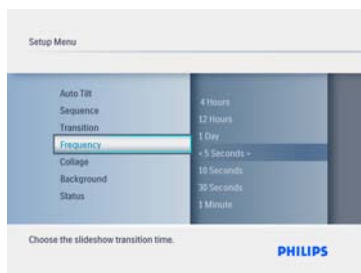 Setup Menu
Auto Tilt
Sequence
Transition
Frequency
Collage
Background
Status
4 Hours
12 Hours
1 Day
- 5 Seconds -
10 Seconds
30 Seconds
1 Minute
Choose the slideshow transition time.
PHILIPS